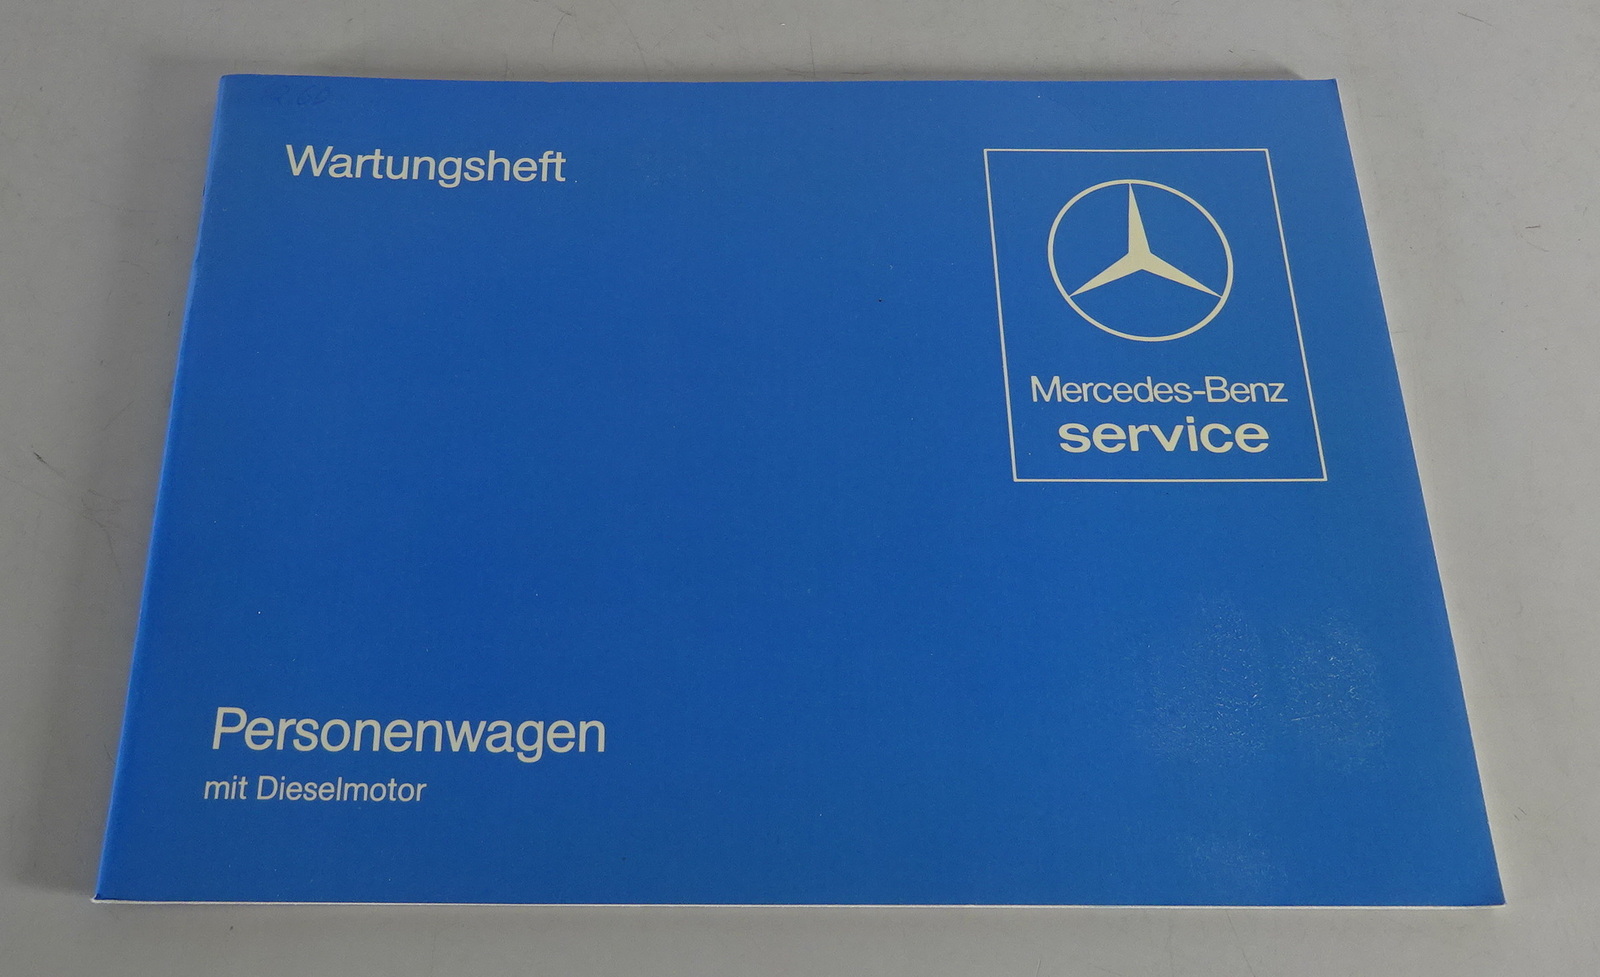 Wartungsheft
Mercedes-Benz
service
Personenwagen
mit Dieselmotor